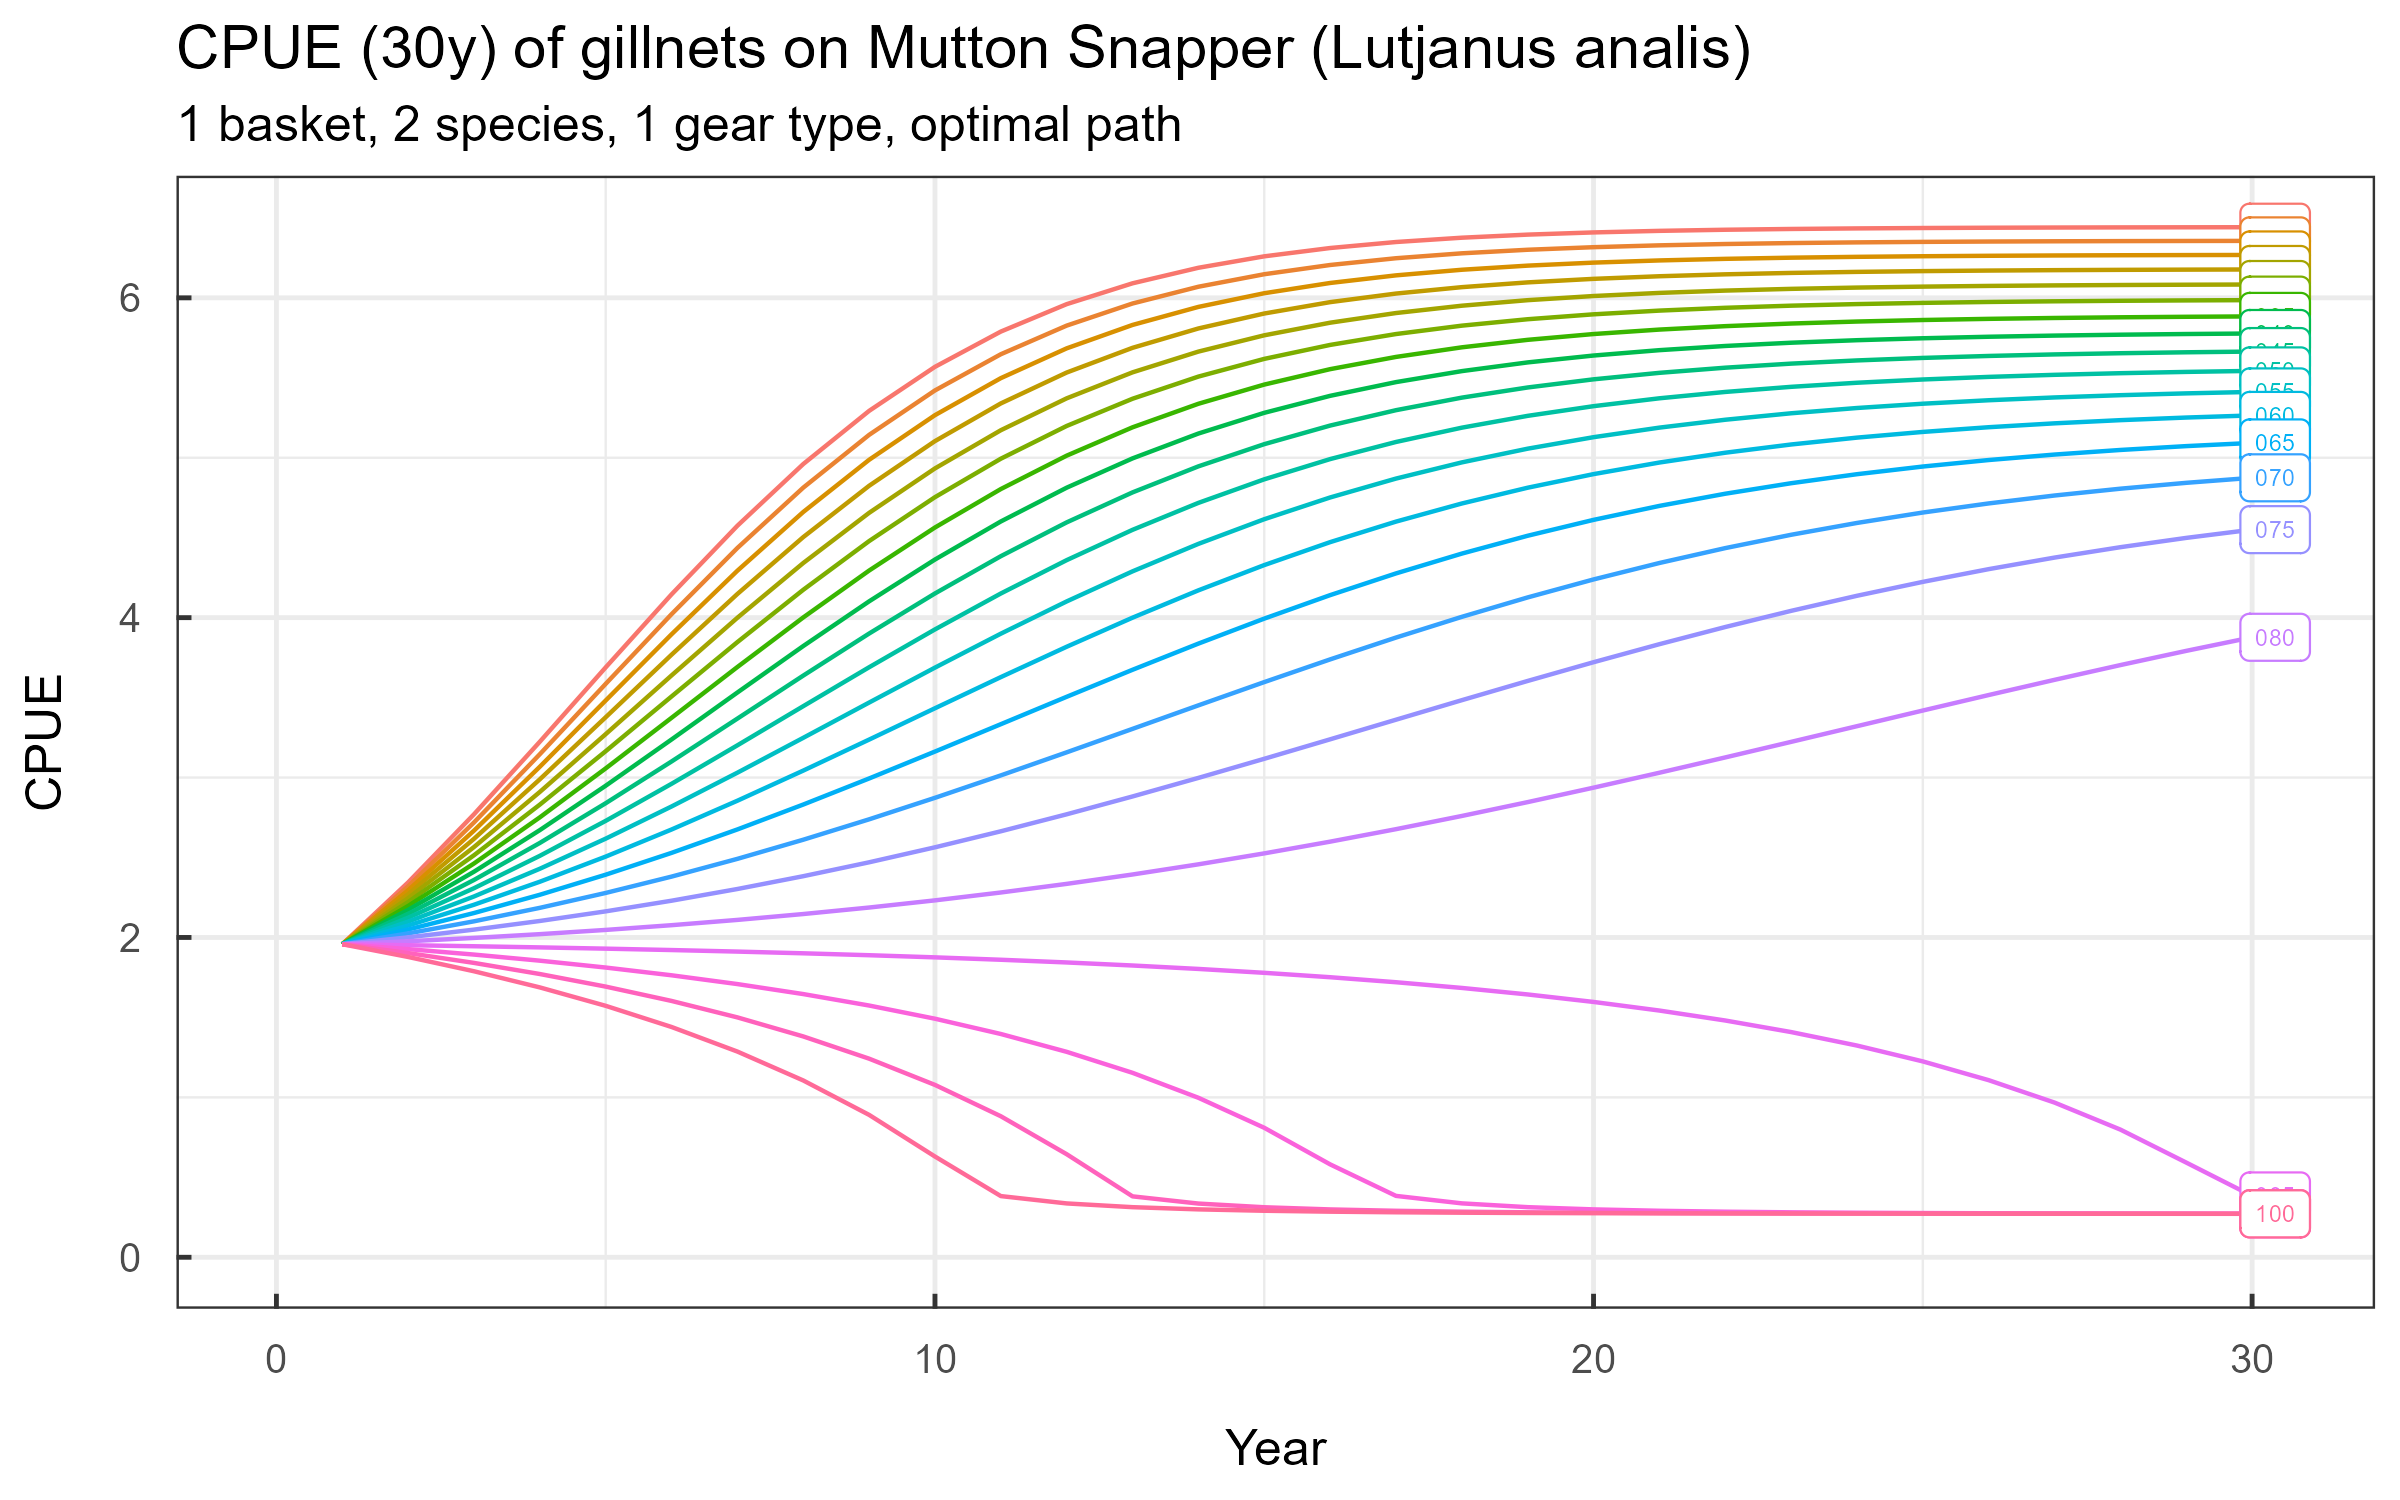 CPUE (30y) of gillnets on Mutton Snapper (Lutjanus analis)
1 basket, 2 species, 1 gear type, optimal path
CPUE
6
4
2
0
060
065
070
075
080
100
0 10 20 30
Year